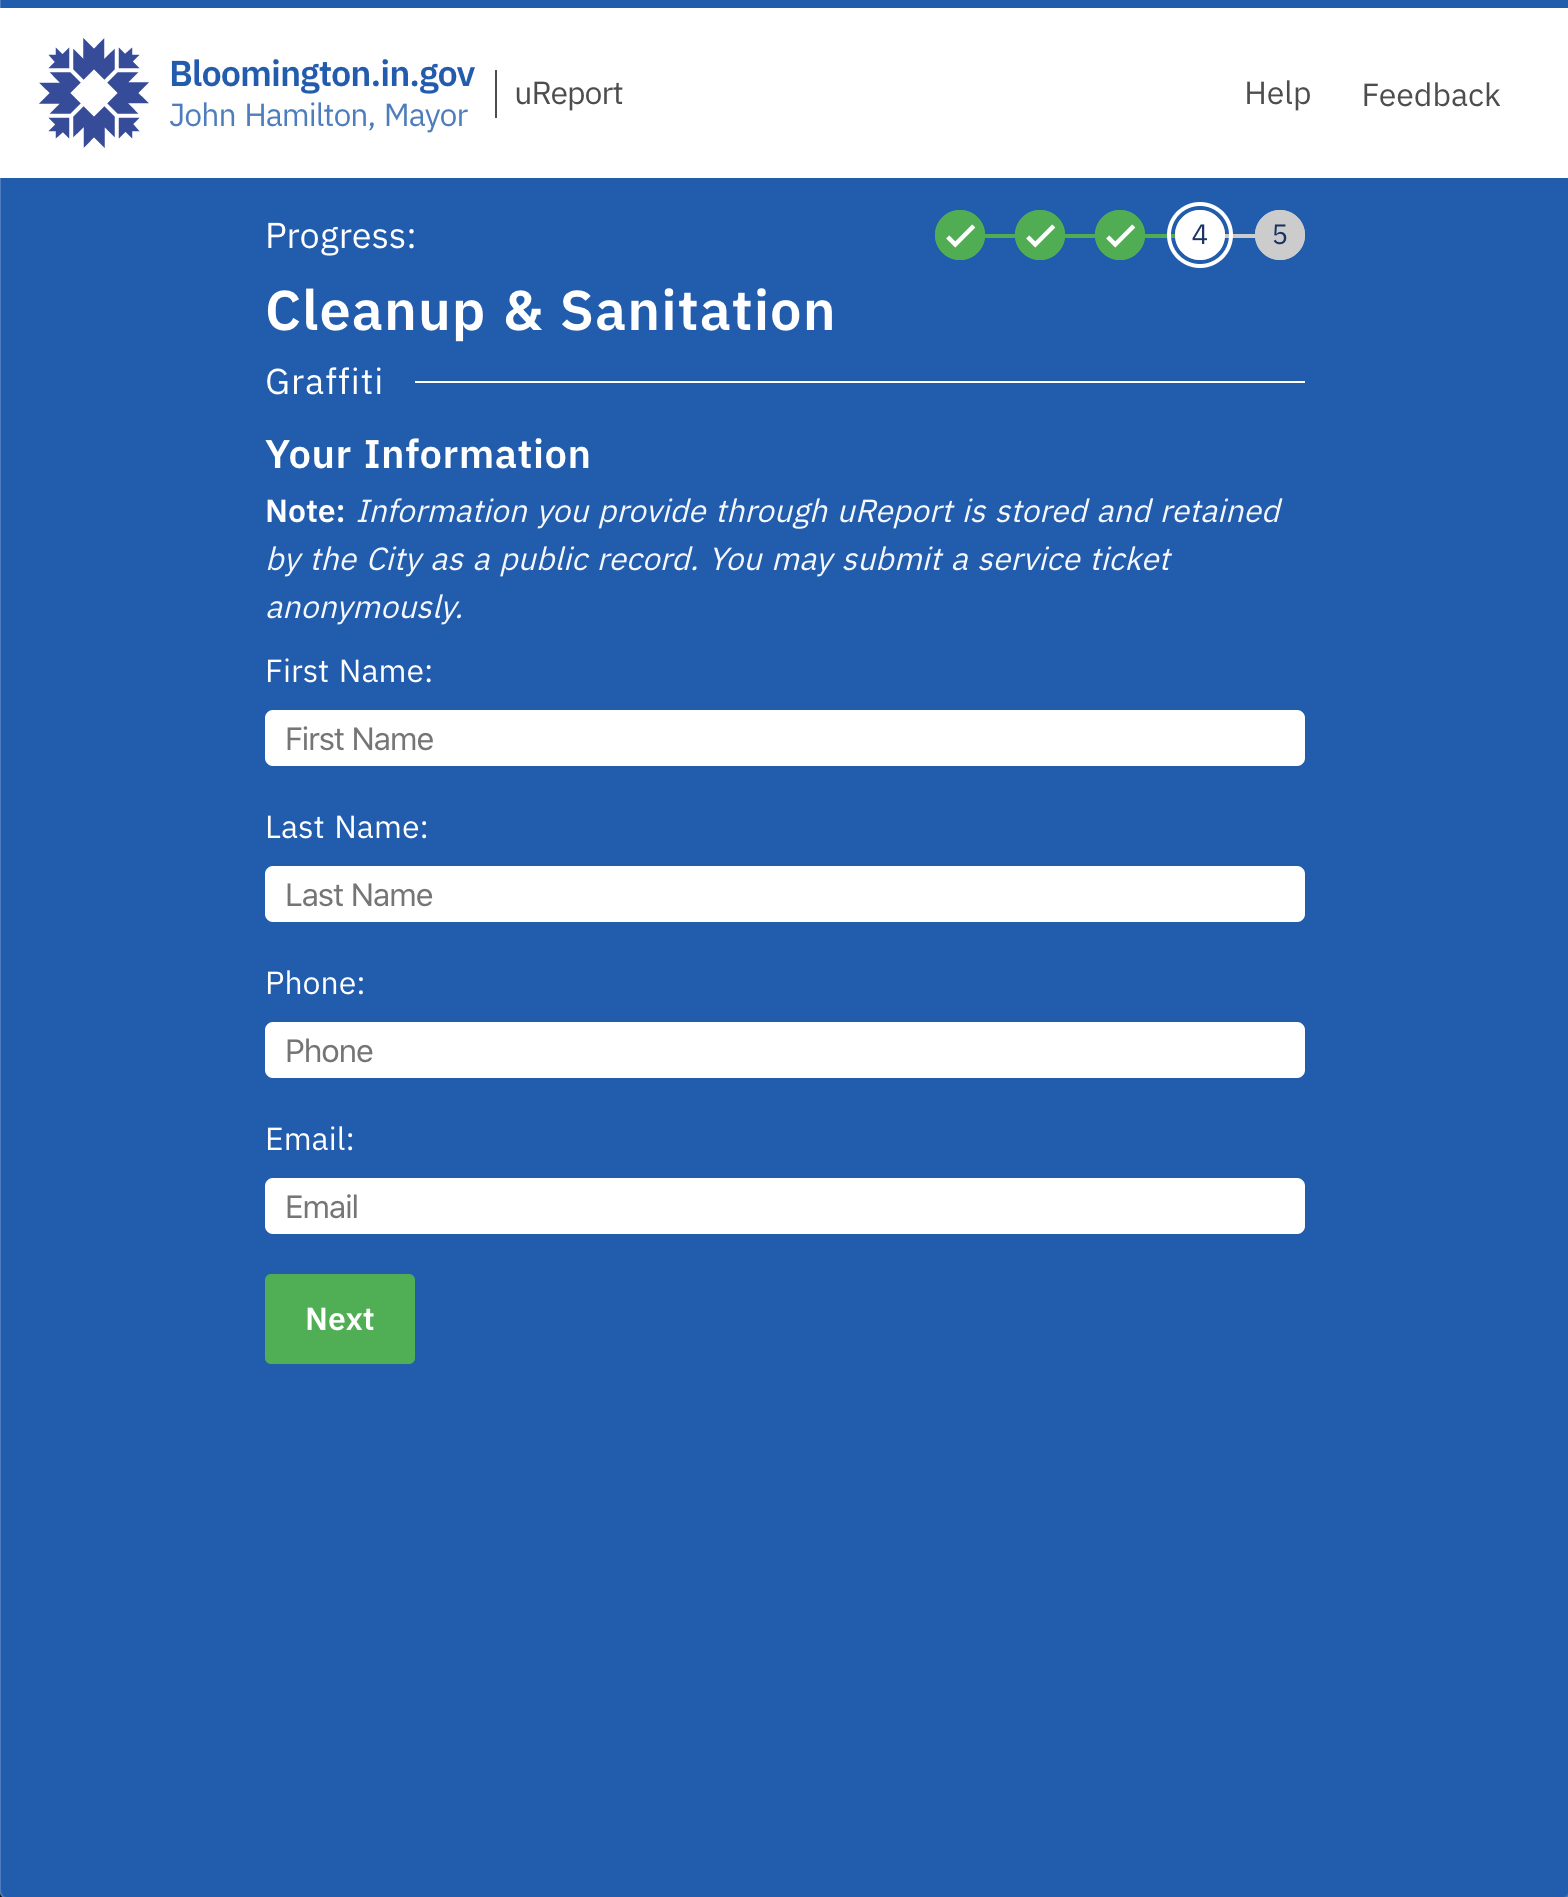 Bloomington.in.gov
John Hamilton, Mayor
uReport
Help
Feedback
Progress:
4
5
Cleanup & Sanitation
Graffiti
Your Information
Note: Information you provide through uReport is stored and retained
by the City as a public record. You may submit a service ticket
anonymously.
First Name:
First Name
Last Name:
Last Name
Phone:
Phone
Email:
Email
Next